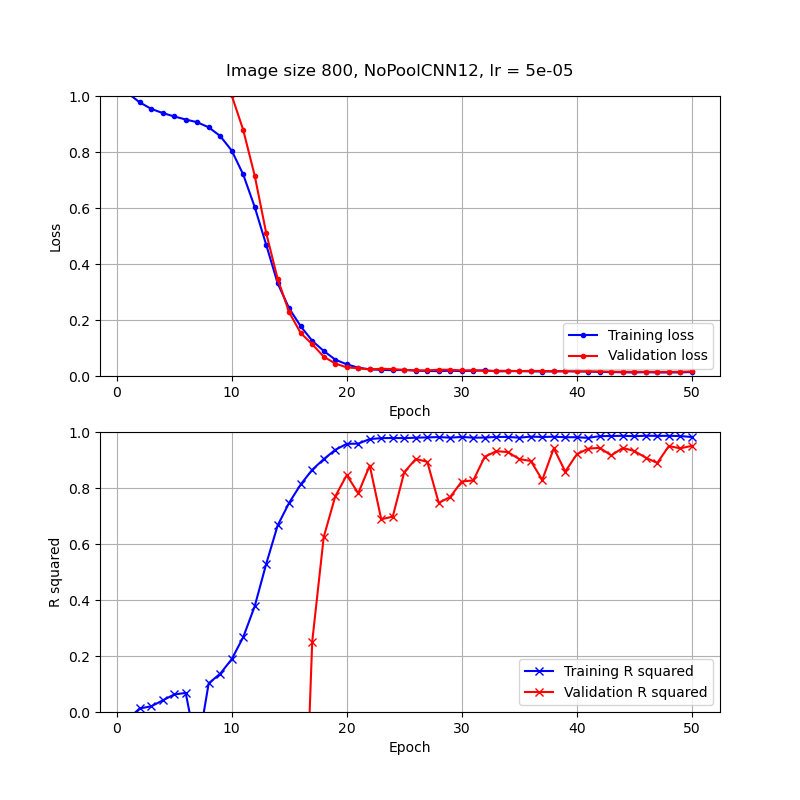 Image size 800, NoPoolCNN12, lr = 5e-05
1.0
0.8
0.6
0.4
0.2
0.0
Loss
0 10 20 30 40 50
Epoch
Training loss
Validation loss
1.0
0.8
0.6
0.4
0.2
0.0
R squared
0 10 20 30 40 50
Epoch
Training R squared
Validation R squared